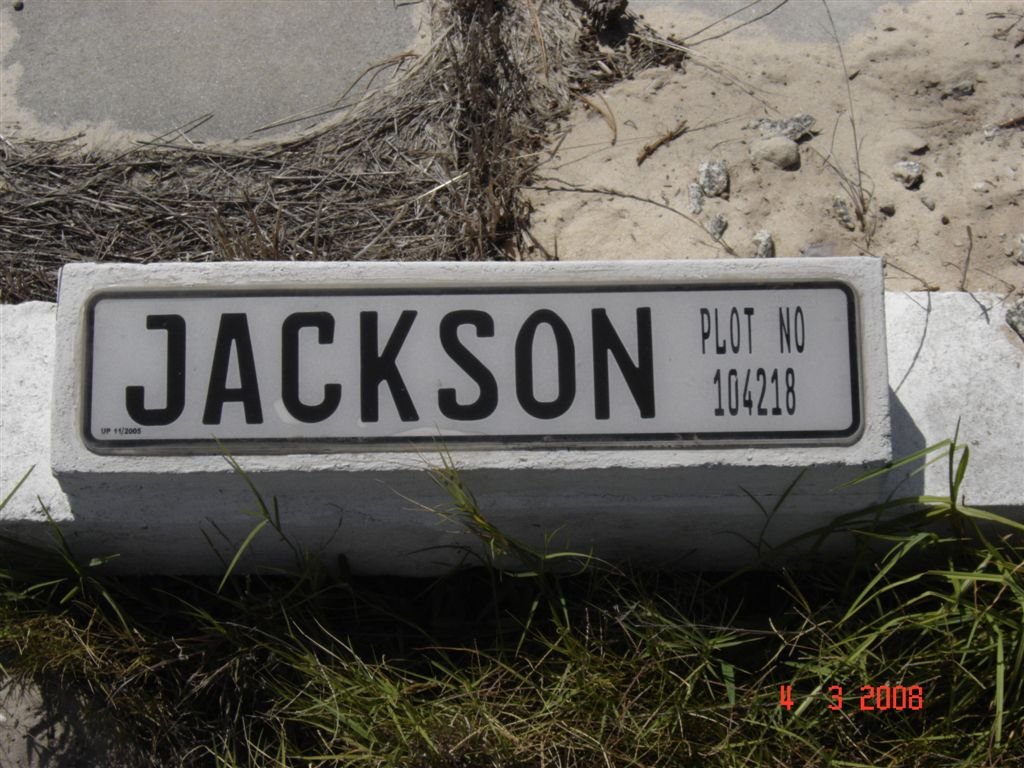 JACKSON
PLOT NO
104218
UP 11/2005
4 3 2008